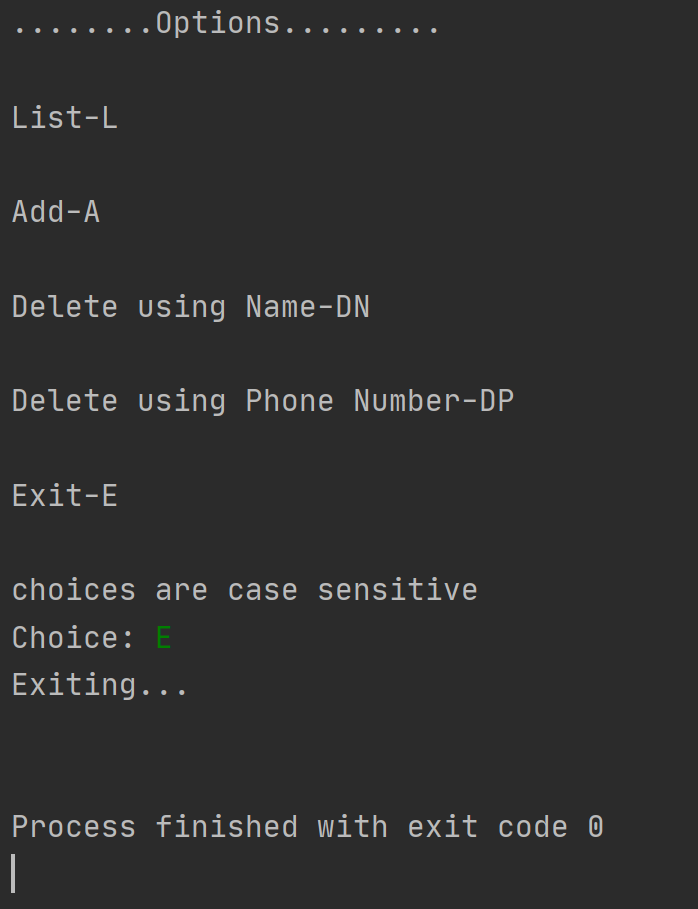 ........Options.........
List-L
Add-A
Delete using Name-DN
Delete using Phone Number-DP
Exit-E
choices are case sensitive
Choice: E
Exiting...
Process finished with exit code 0